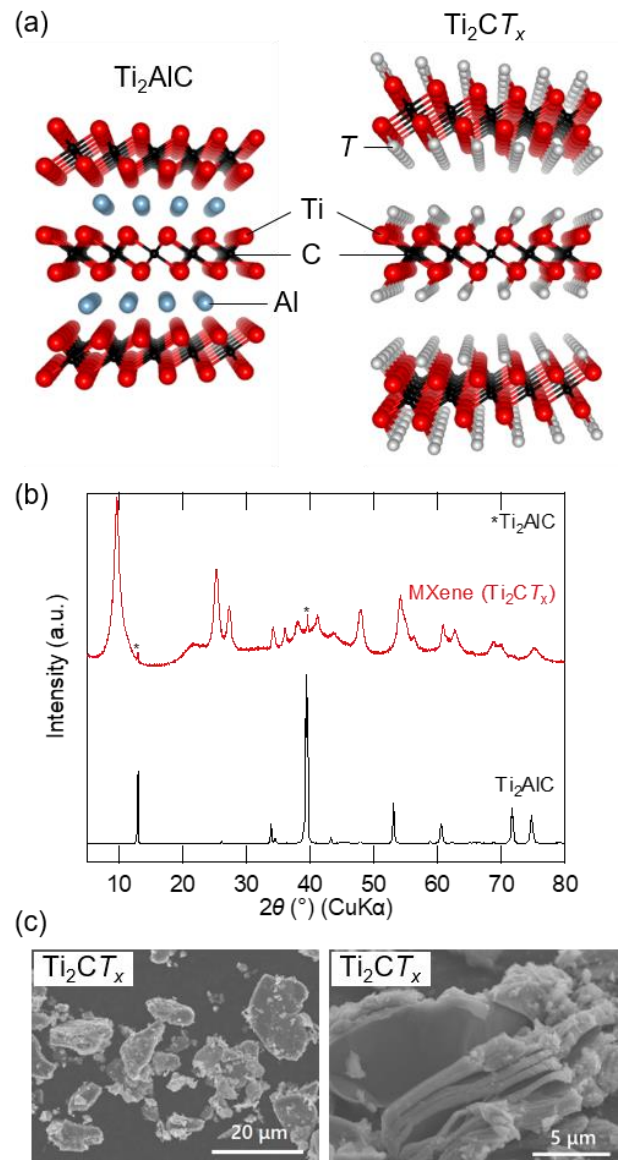 (a)
Ti₂AlC
Ti₂CTₓ
T
Ti
C
Al
(b)
*Ti₂AlC
MXene (Ti₂CTₓ)
*
*
Ti₂AlC
Intensity (a.u.)
10 20 30 40 50 60 70 80
2θ (°) (CuKα)
(c)
Ti₂CTₓ
20 μm
Ti₂CTₓ
5 μm